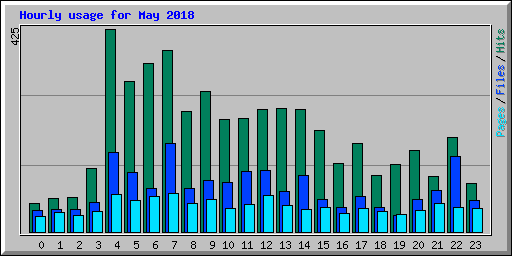 Hourly usage for May 2018
425
Pages / Files / Hits
0 1 2 3 4 5 6 7 8 9 10 11 12 13 14 15 16 17 18 19 20 21 22 23